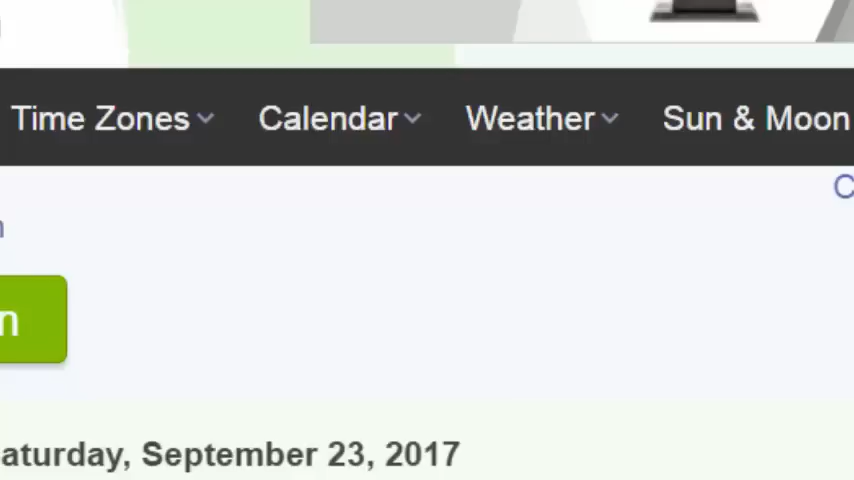 Time Zones Calendar Weather Sun & Moon
aturday, September 23, 2017